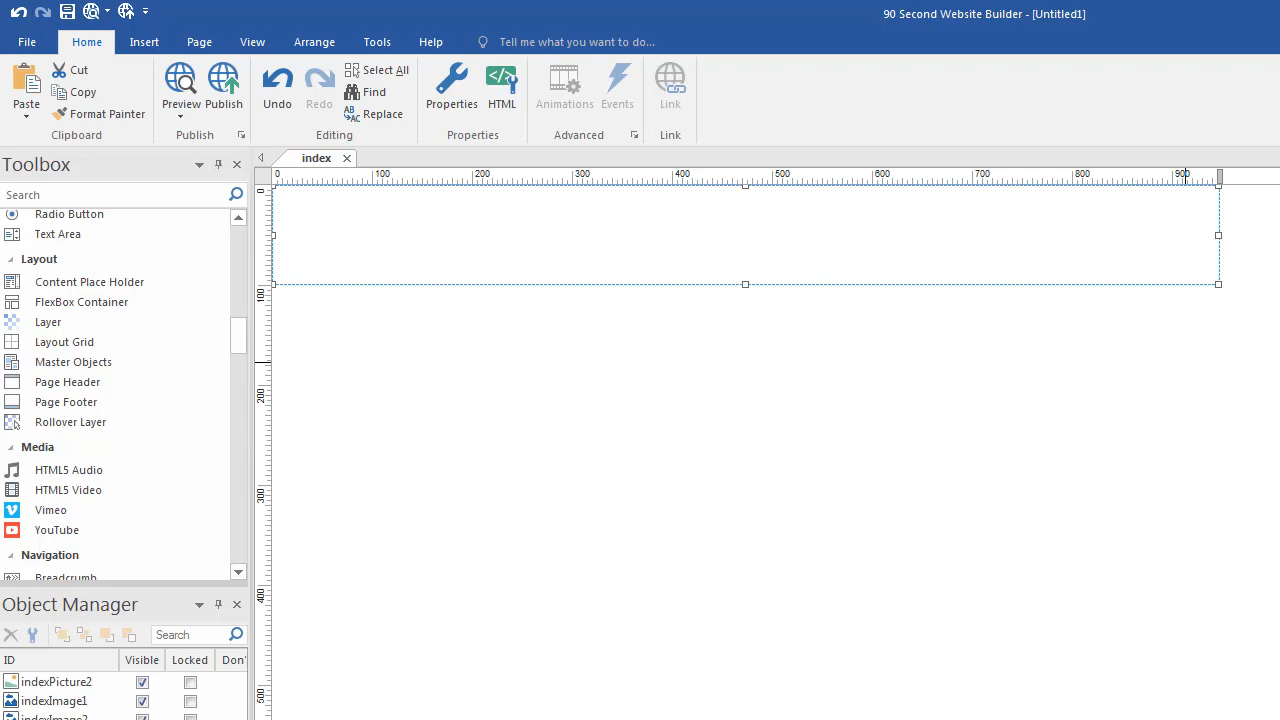 90 Second Website Builder - [Untitled1]
File Home Insert Page View Arrange Tools Help Tell me what you want to do...
Paste
Cut
Copy
Format Painter
Clipboard
Preview
Publish
Publish
Undo
Redo
Select All
Find
AB AC Replace
Editing
Properties
HTML
Properties
Animations
Events
Advanced
Link
Link
Toolbox
index
0 100 200 300 400 500 600 700 800 900
0
100
200
300
400
500
Search
Radio Button
Text Area
Layout
Content Place Holder
FlexBox Container
Layer
Layout Grid
Master Objects
Page Header
Page Footer
Rollover Layer
Media
HTML5 Audio
HTML5 Video
Vimeo
YouTube
Navigation
Breadcrumb
Object Manager
Search
ID Visible Locked Don'
indexPicture2
indexImage1
indexImage2